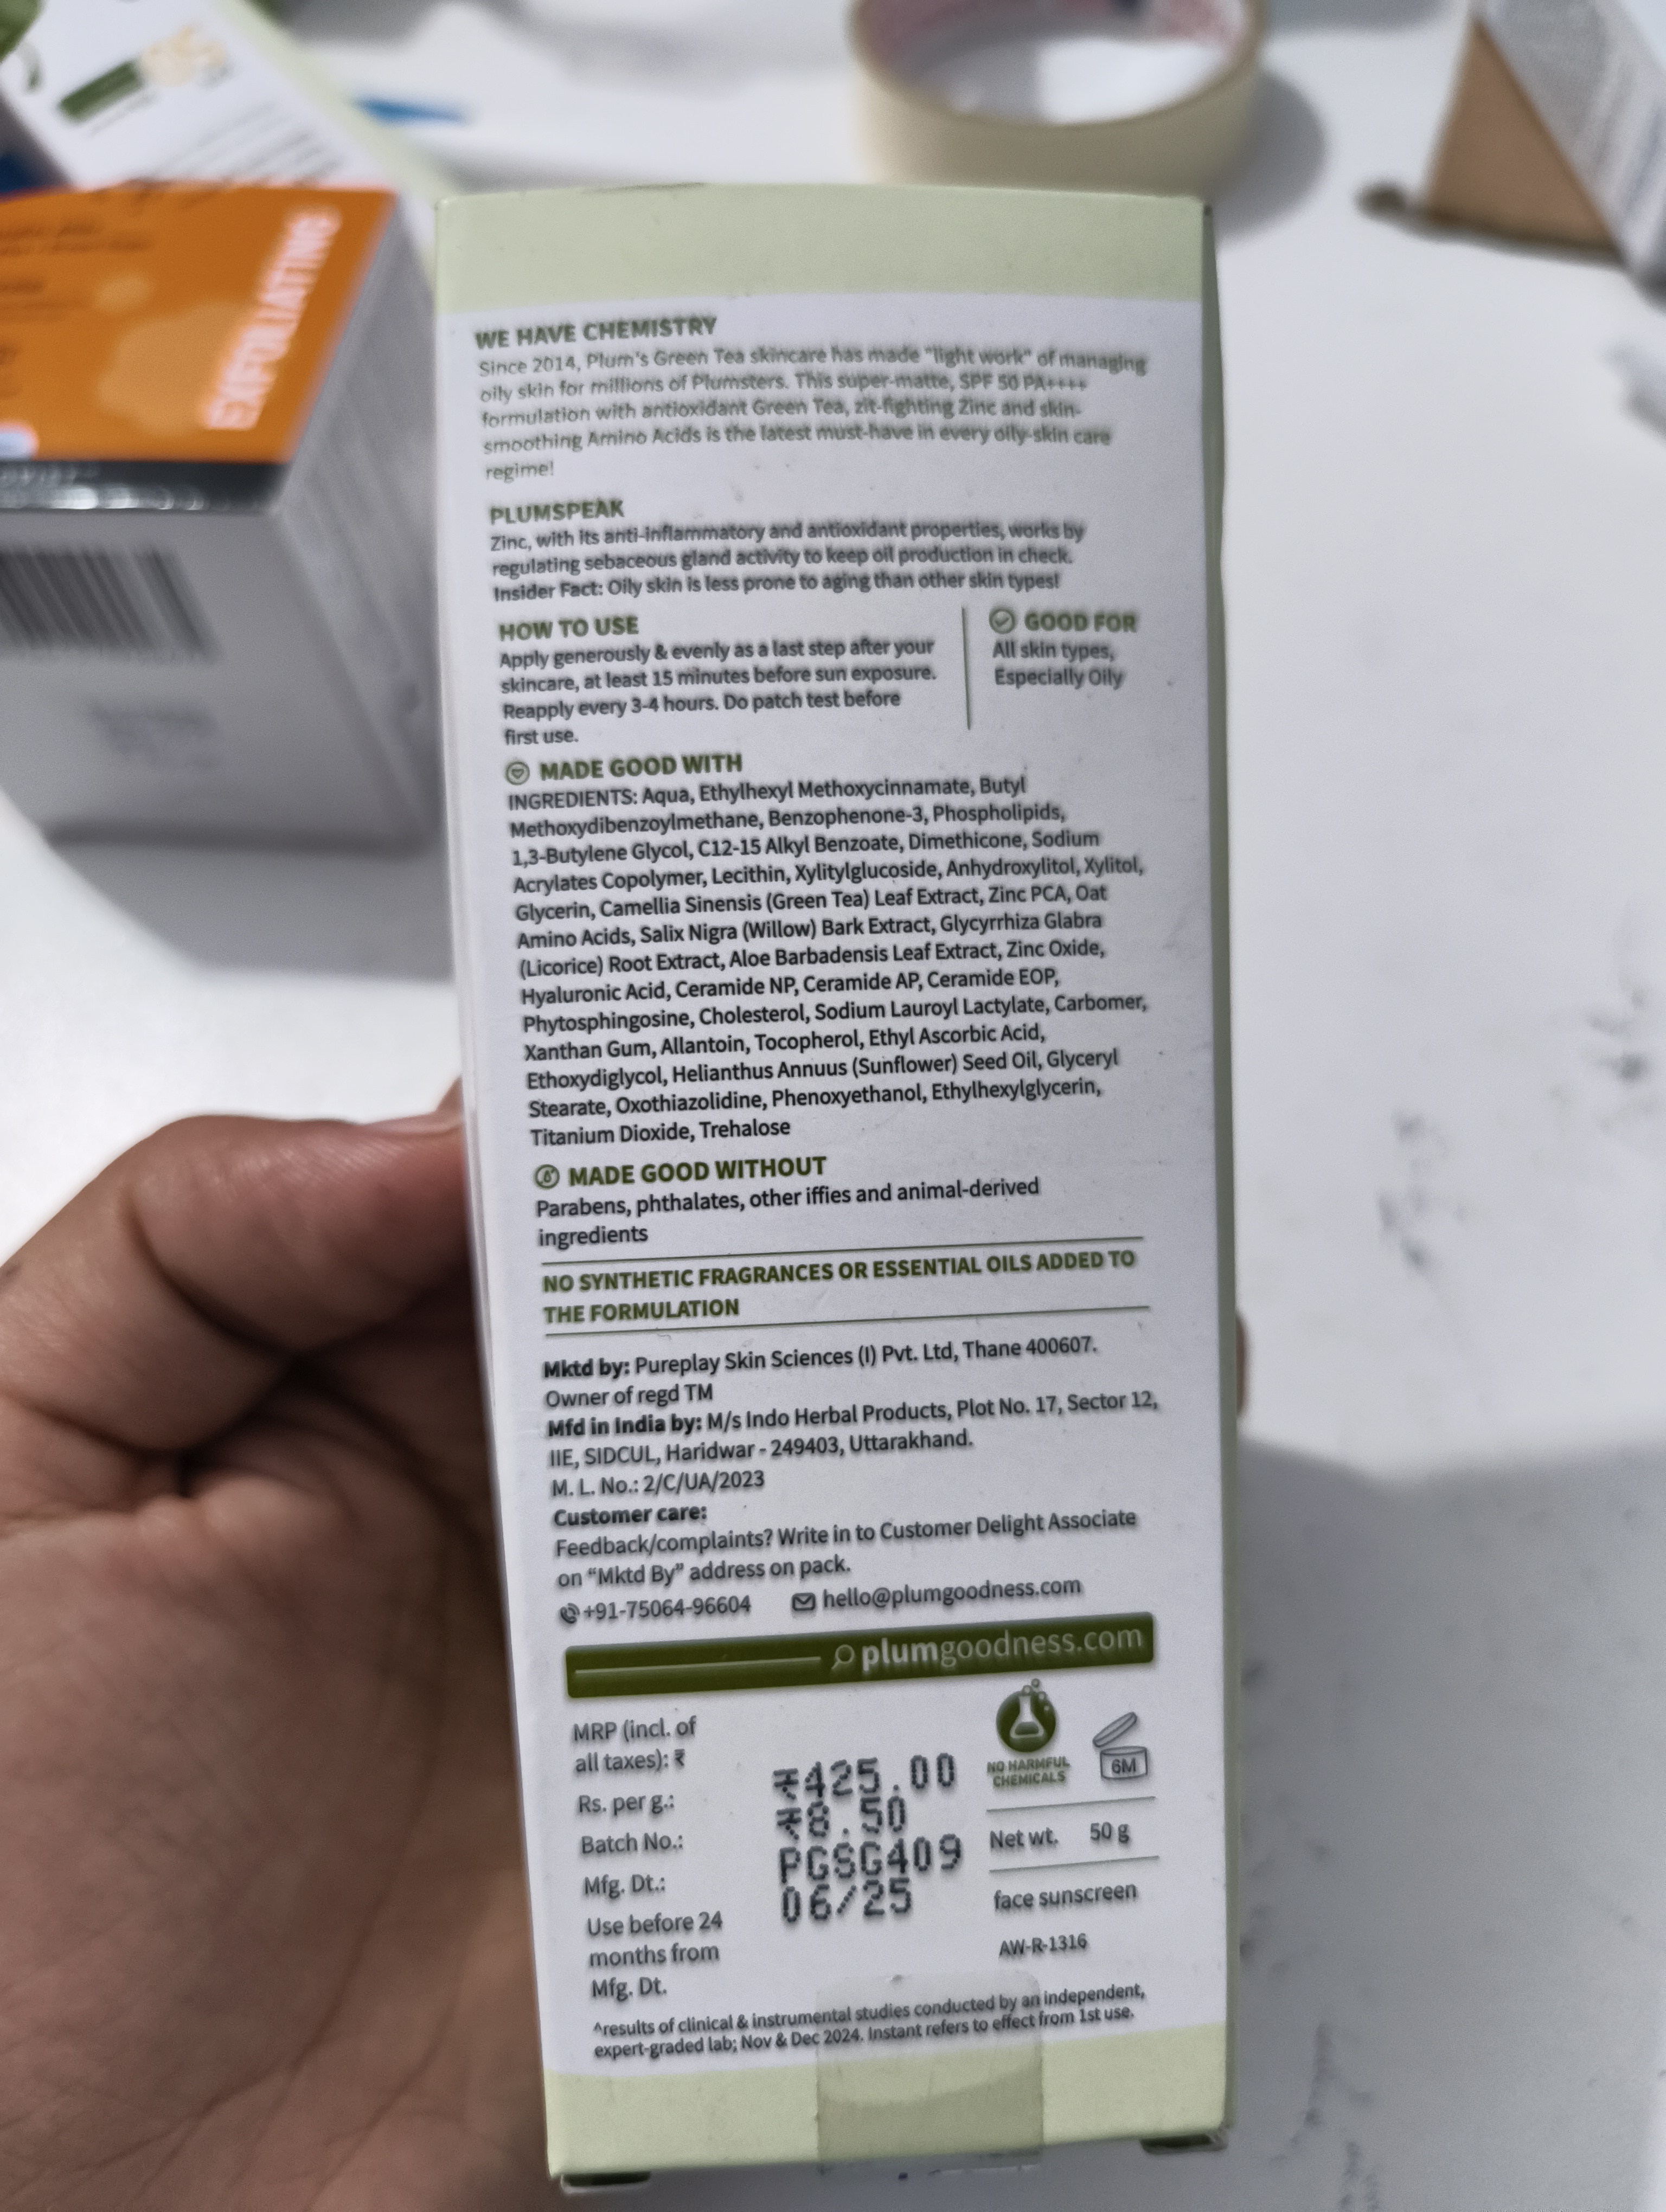 EXFOLIATING
WE HAVE CHEMISTRY
Since 2014, Plum's Green Tea skincare has made "light work" of managing
oily skin for millions of Plumsters. This super-matte, SPF 50 PA++++
formulation with antioxidant Green Tea, zit-fighting Zinc and skin-
smoothing Amino Acids is the latest must-have in every oily-skin care
regime!
PLUMSPEAK
Zinc, with its anti-inflammatory and antioxidant properties, works by
regulating sebaceous gland activity to keep oil production in check.
Insider Fact: Oily skin is less prone to aging than other skin types!
HOW TO USE
Apply generously & evenly as a last step after your
skincare, at least 15 minutes before sun exposure.
Reapply every 3-4 hours. Do patch test before
first use.
GOOD FOR
All skin types,
Especially Oily
MADE GOOD WITH
INGREDIENTS: Aqua, Ethylhexyl Methoxycinnamate, Butyl
Methoxydibenzoylmethane, Benzophenone-3, Phospholipids,
1,3-Butylene Glycol, C12-15 Alkyl Benzoate, Dimethicone, Sodium
Acrylates Copolymer, Lecithin, Xylitylglucoside, Anhydroxylitol, Xylitol,
Glycerin, Camellia Sinensis (Green Tea) Leaf Extract, Zinc PCA, Oat
Amino Acids, Salix Nigra (Willow) Bark Extract, Glycyrrhiza Glabra
(Licorice) Root Extract, Aloe Barbadensis Leaf Extract, Zinc Oxide,
Hyaluronic Acid, Ceramide NP, Ceramide AP, Ceramide EOP,
Phytosphingosine, Cholesterol, Sodium Lauroyl Lactylate, Carbomer,
Xanthan Gum, Allantoin, Tocopherol, Ethyl Ascorbic Acid,
Ethoxydiglycol, Helianthus Annuus (Sunflower) Seed Oil, Glyceryl
Stearate, Oxothiazolidine, Phenoxyethanol, Ethylhexylglycerin,
Titanium Dioxide, Trehalose
MADE GOOD WITHOUT
Parabens, phthalates, other iffies and animal-derived
ingredients
NO SYNTHETIC FRAGRANCES OR ESSENTIAL OILS ADDED TO
THE FORMULATION
Mktd by: Pureplay Skin Sciences (I) Pvt. Ltd, Thane 400607.
Owner of regd TM
Mfd in India by: M/s Indo Herbal Products, Plot No. 17, Sector 12,
IIE, SIDCUL, Haridwar - 249403, Uttarakhand.
M. L. No.: 2/C/UA/2023
Customer care:
Feedback/complaints? Write in to Customer Delight Associate
on “Mktd By” address on pack.
+91-75064-96604 hello@plumgoodness.com
plumgoodness.com
MRP (incl. of
all taxes): ₹ ₹425.00
Rs. per g.: ₹8.50
Batch No.: PGSG409
Mfg. Dt.: 06/25
Use before 24
months from
Mfg. Dt.
NO HARMFUL
CHEMICALS
6M
Net wt. 50 g
face sunscreen
AW-R-1316
^results of clinical & instrumental studies conducted by an independent,
expert-graded lab; Nov & Dec 2024. Instant refers to effect from 1st use.